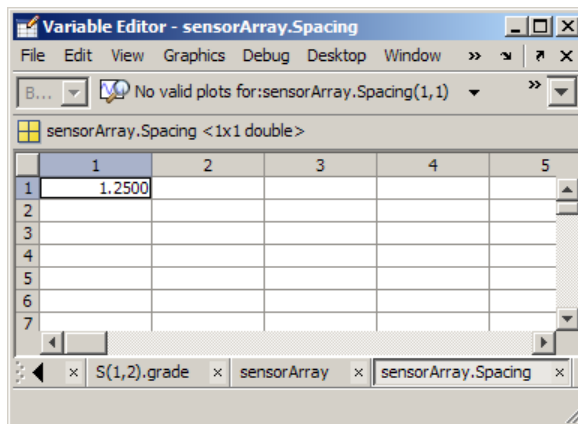 Variable Editor - sensorArray.Spacing
File Edit View Graphics Debug Desktop Window »
B... No valid plots for:sensorArray.Spacing(1,1) »
sensorArray.Spacing <1x1 double>
1 2 3 4 5
1 1.2500
2
3
4
5
6
7
S(1,2).grade sensorArray sensorArray.Spacing